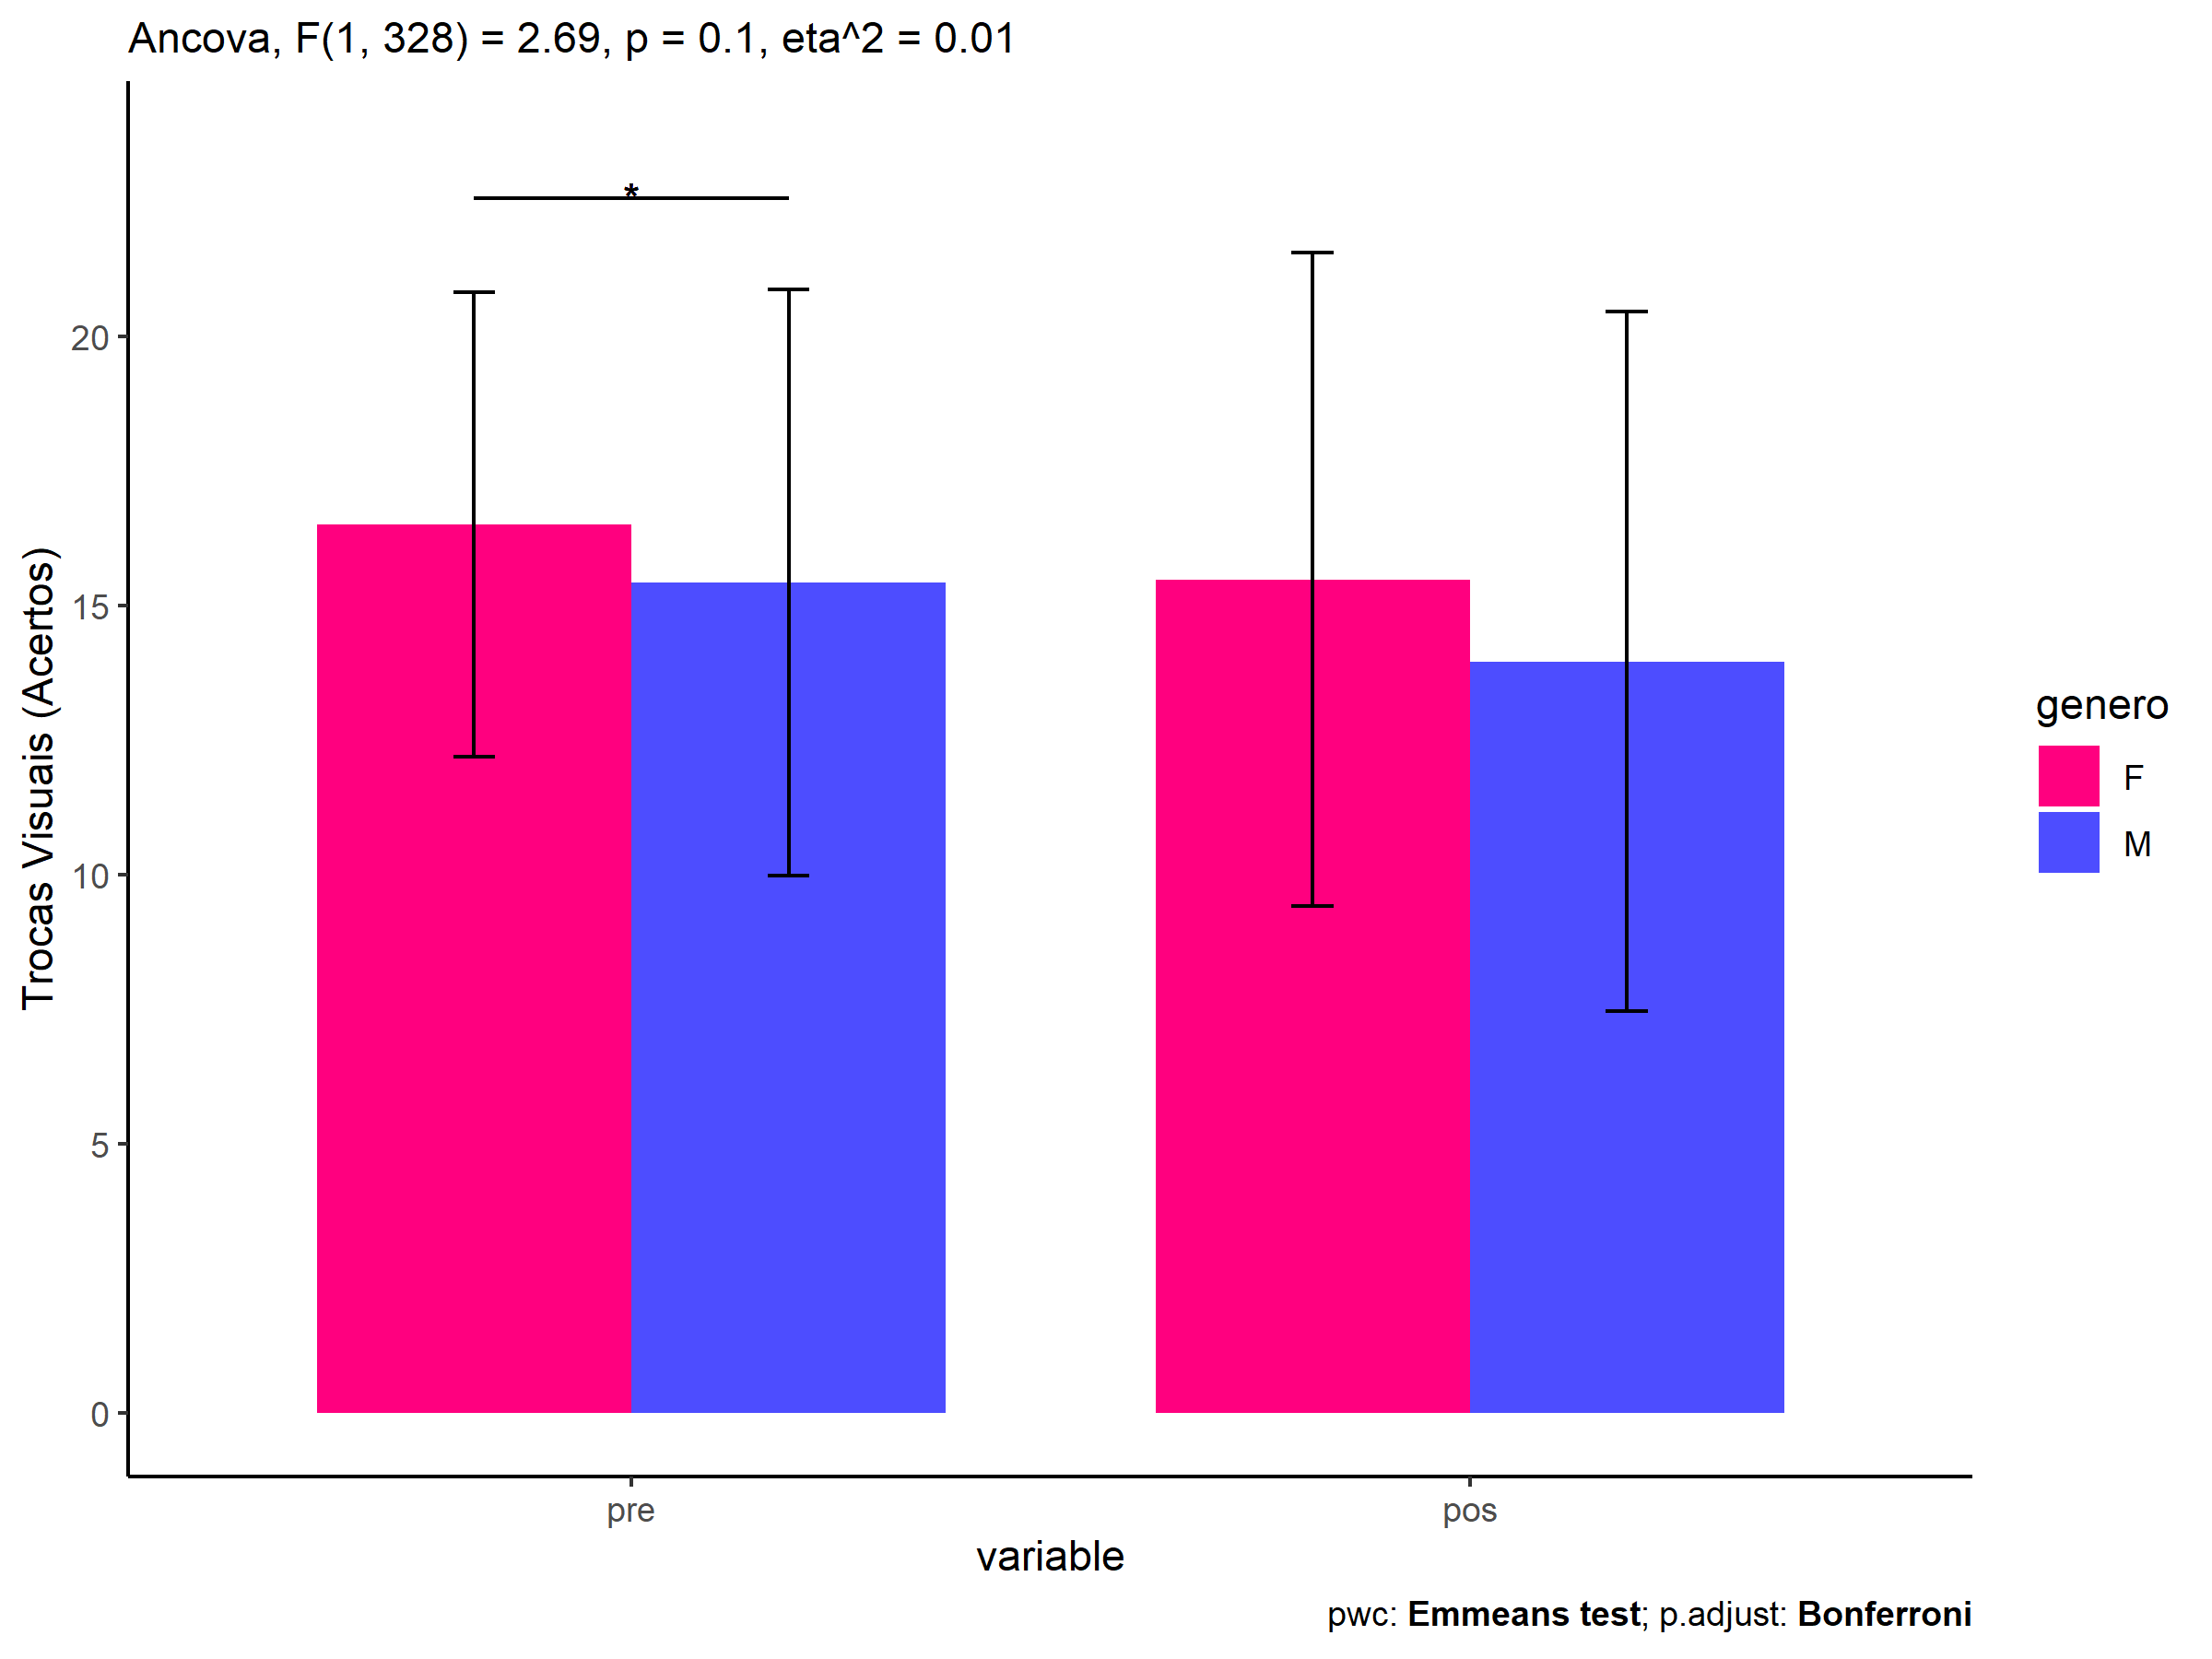 Ancova, F(1, 328) = 2.69, p = 0.1, eta^2 = 0.01
*
Trocas Visuais (Acertos)
20
15
10
5
0
pre
pos
variable
genero
F
M
pwc: Emmeans test; p.adjust: Bonferroni